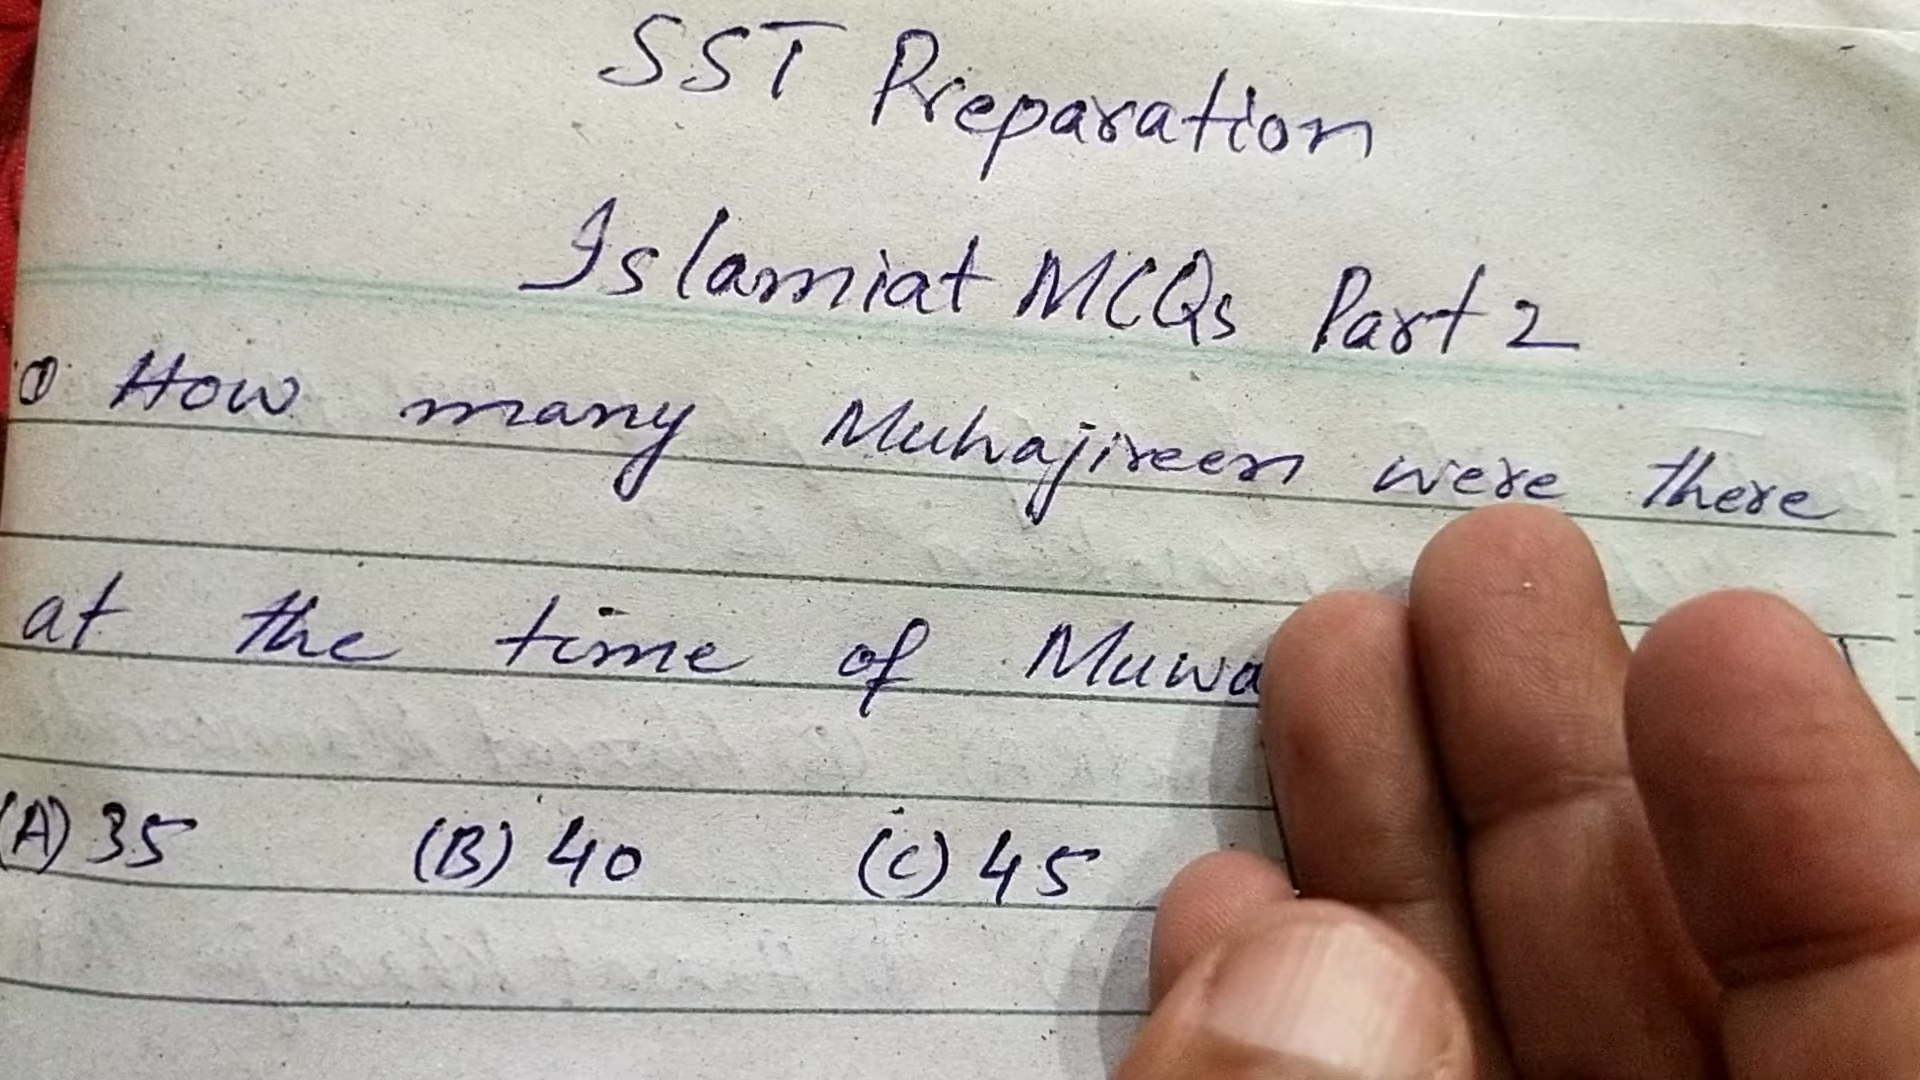 SST Preparation
Islamiat MCQs Part 2
① How many Muhajireen were there
at the time of
(A) 35 (B) 40 (C) 45